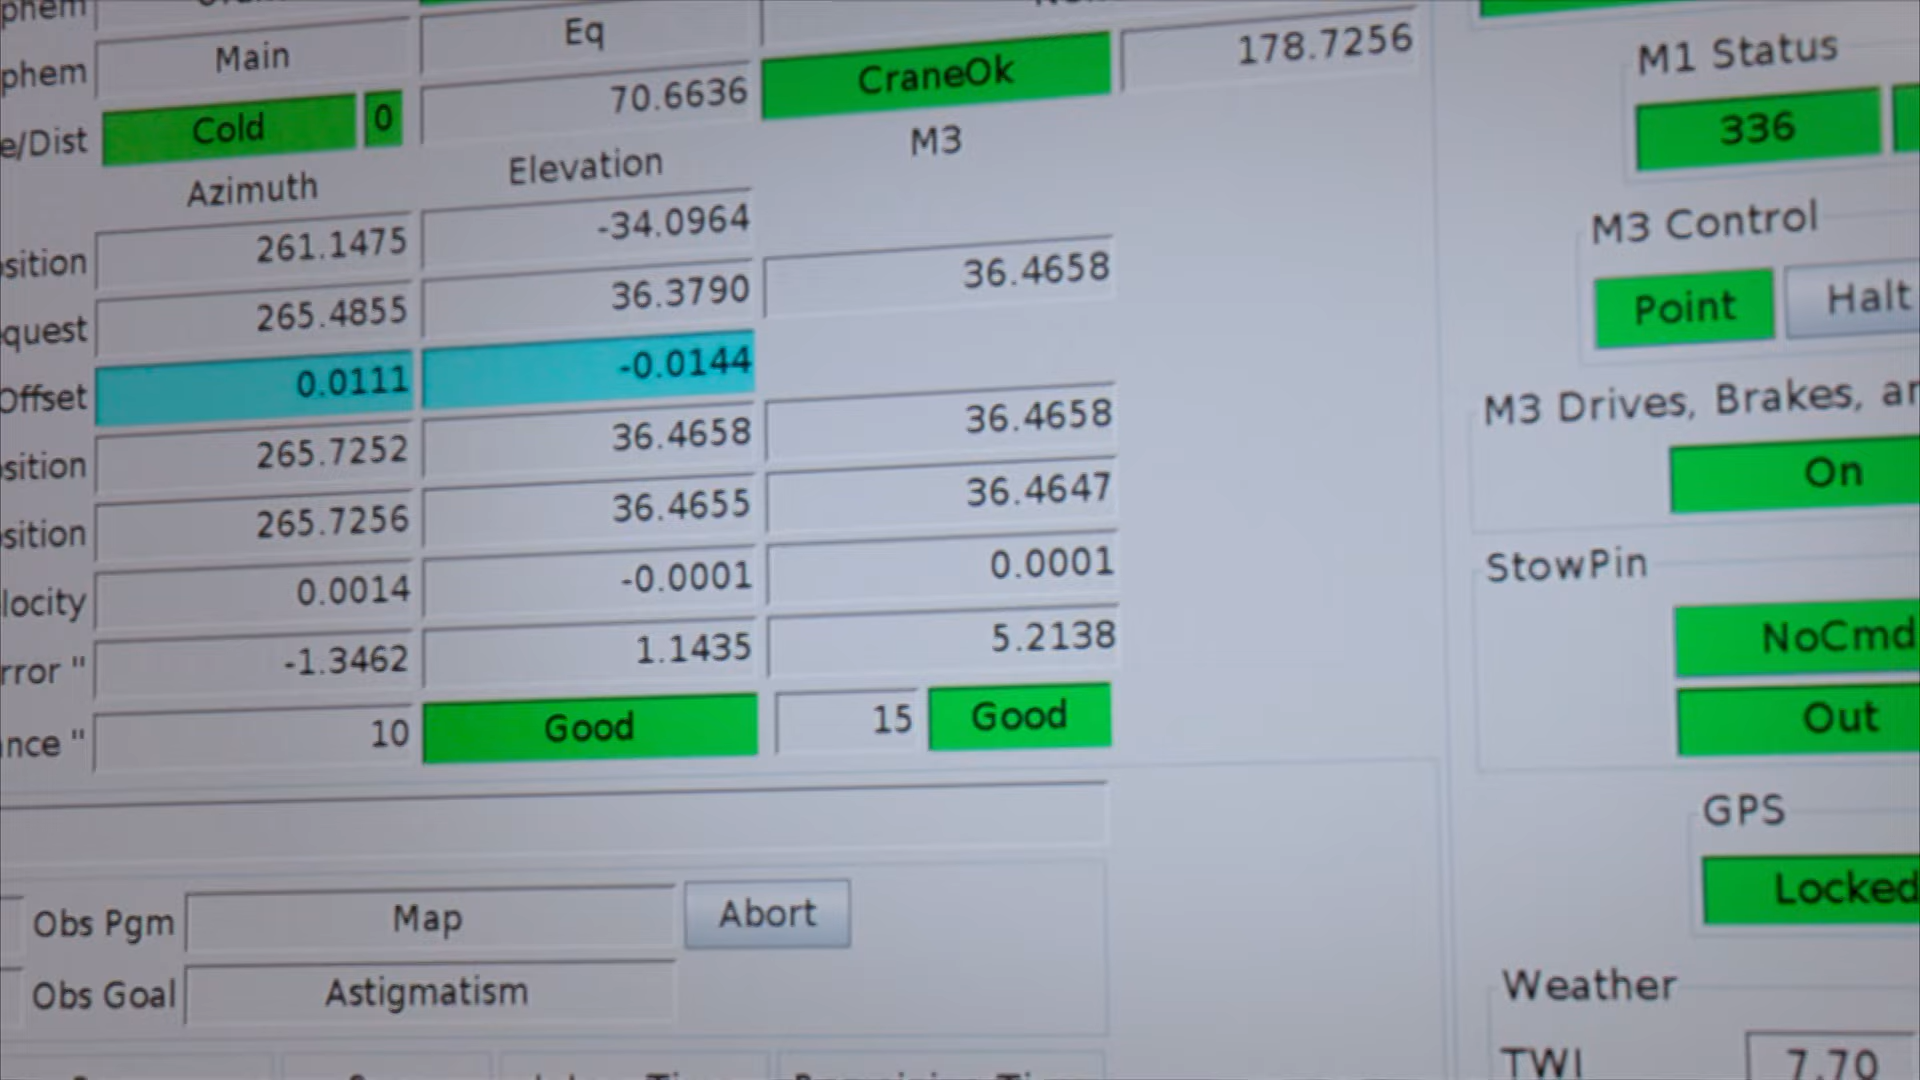 Main Eq
Cold 0 70.6636 CraneOk 178.7256
Azimuth Elevation M3
261.1475 -34.0964
265.4855 36.3790 36.4658
Offset 0.0111 -0.0144
265.7252 36.4658 36.4658
265.7256 36.4655 36.4647
0.0014 -0.0001 0.0001
" -1.3462 1.1435 5.2138
" 10 Good 15 Good
Obs Pgm Map Abort
Obs Goal Astigmatism
M1 Status
336
M3 Control
Point Halt
M3 Drives, Brakes,
On
StowPin
NoCmd
Out
GPS
Locked
Weather
TWI 7.70